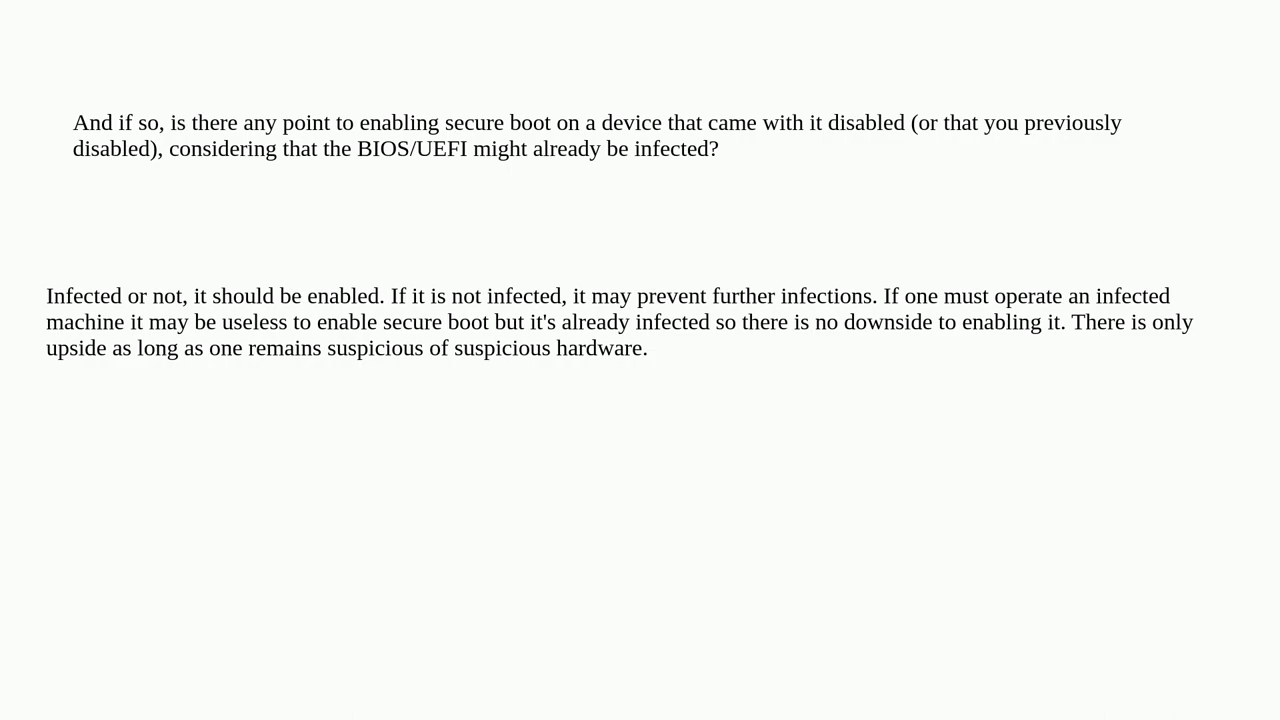 And if so, is there any point to enabling secure boot on a device that came with it disabled (or that you previously
disabled), considering that the BIOS/UEFI might already be infected?
Infected or not, it should be enabled. If it is not infected, it may prevent further infections. If one must operate an infected
machine it may be useless to enable secure boot but it's already infected so there is no downside to enabling it. There is only
upside as long as one remains suspicious of suspicious hardware.